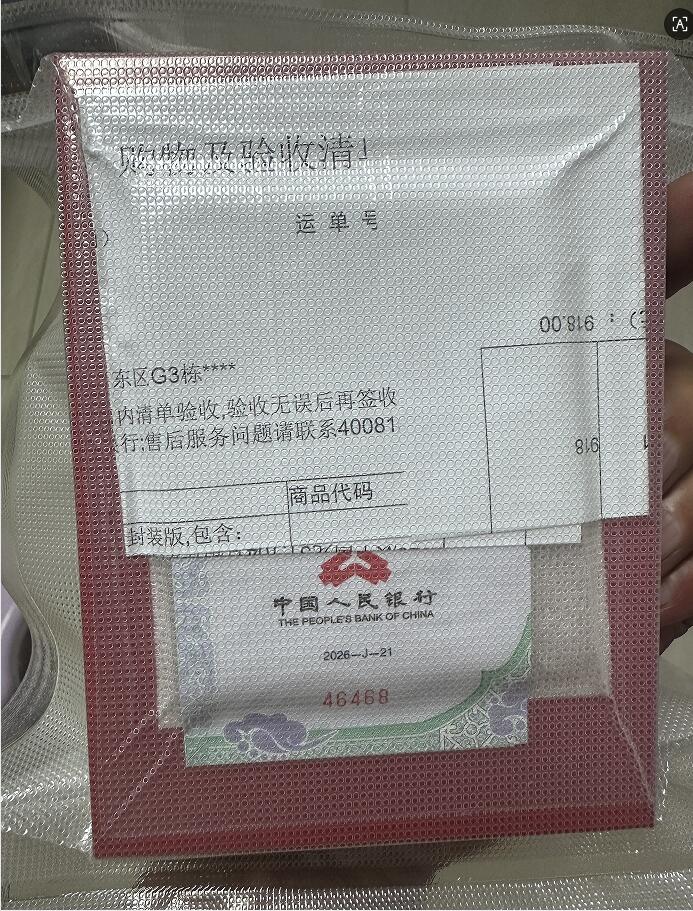 购物及验收清
运单号
918.00
东区G3栋****
内清单验收,验收无误后再签收
行;售后服务问题请联系40081
918
商品代码
封装版,包含:
中国人民银行
THE PEOPLE'S BANK OF CHINA
2026—J—21
46468